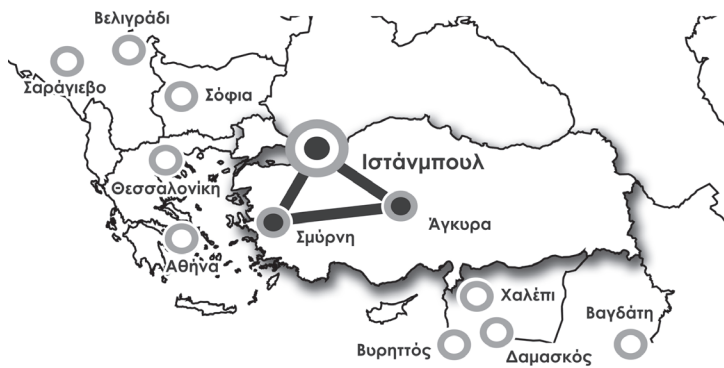 Βελιγράδι
Σαράγιεβο
Σόφια
Ιστάνμπουλ
Θεσσαλονίκη
Άγκυρα
Σμύρνη
Αθήνα
Χαλέπι
Βαγδάτη
Βυρηττός
Δαμασκός